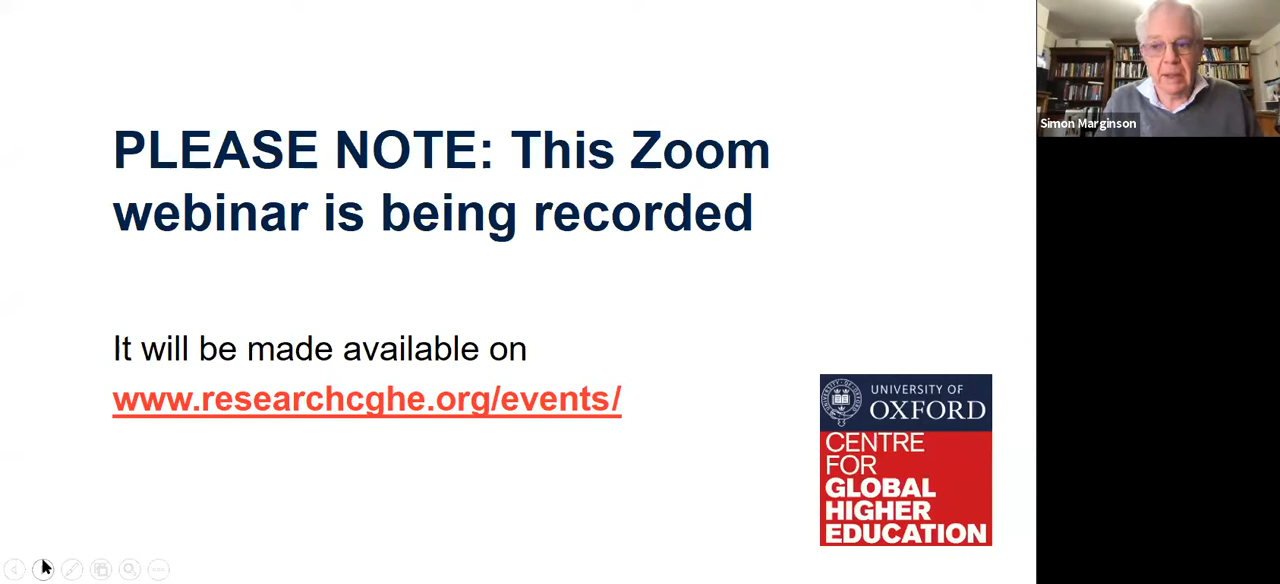 PLEASE NOTE: This Zoom
webinar is being recorded
It will be made available on
www.researchcghe.org/events/
Simon Marginson
UNIVERSITY OF
OXFORD
CENTRE
FOR
GLOBAL
HIGHER
EDUCATION